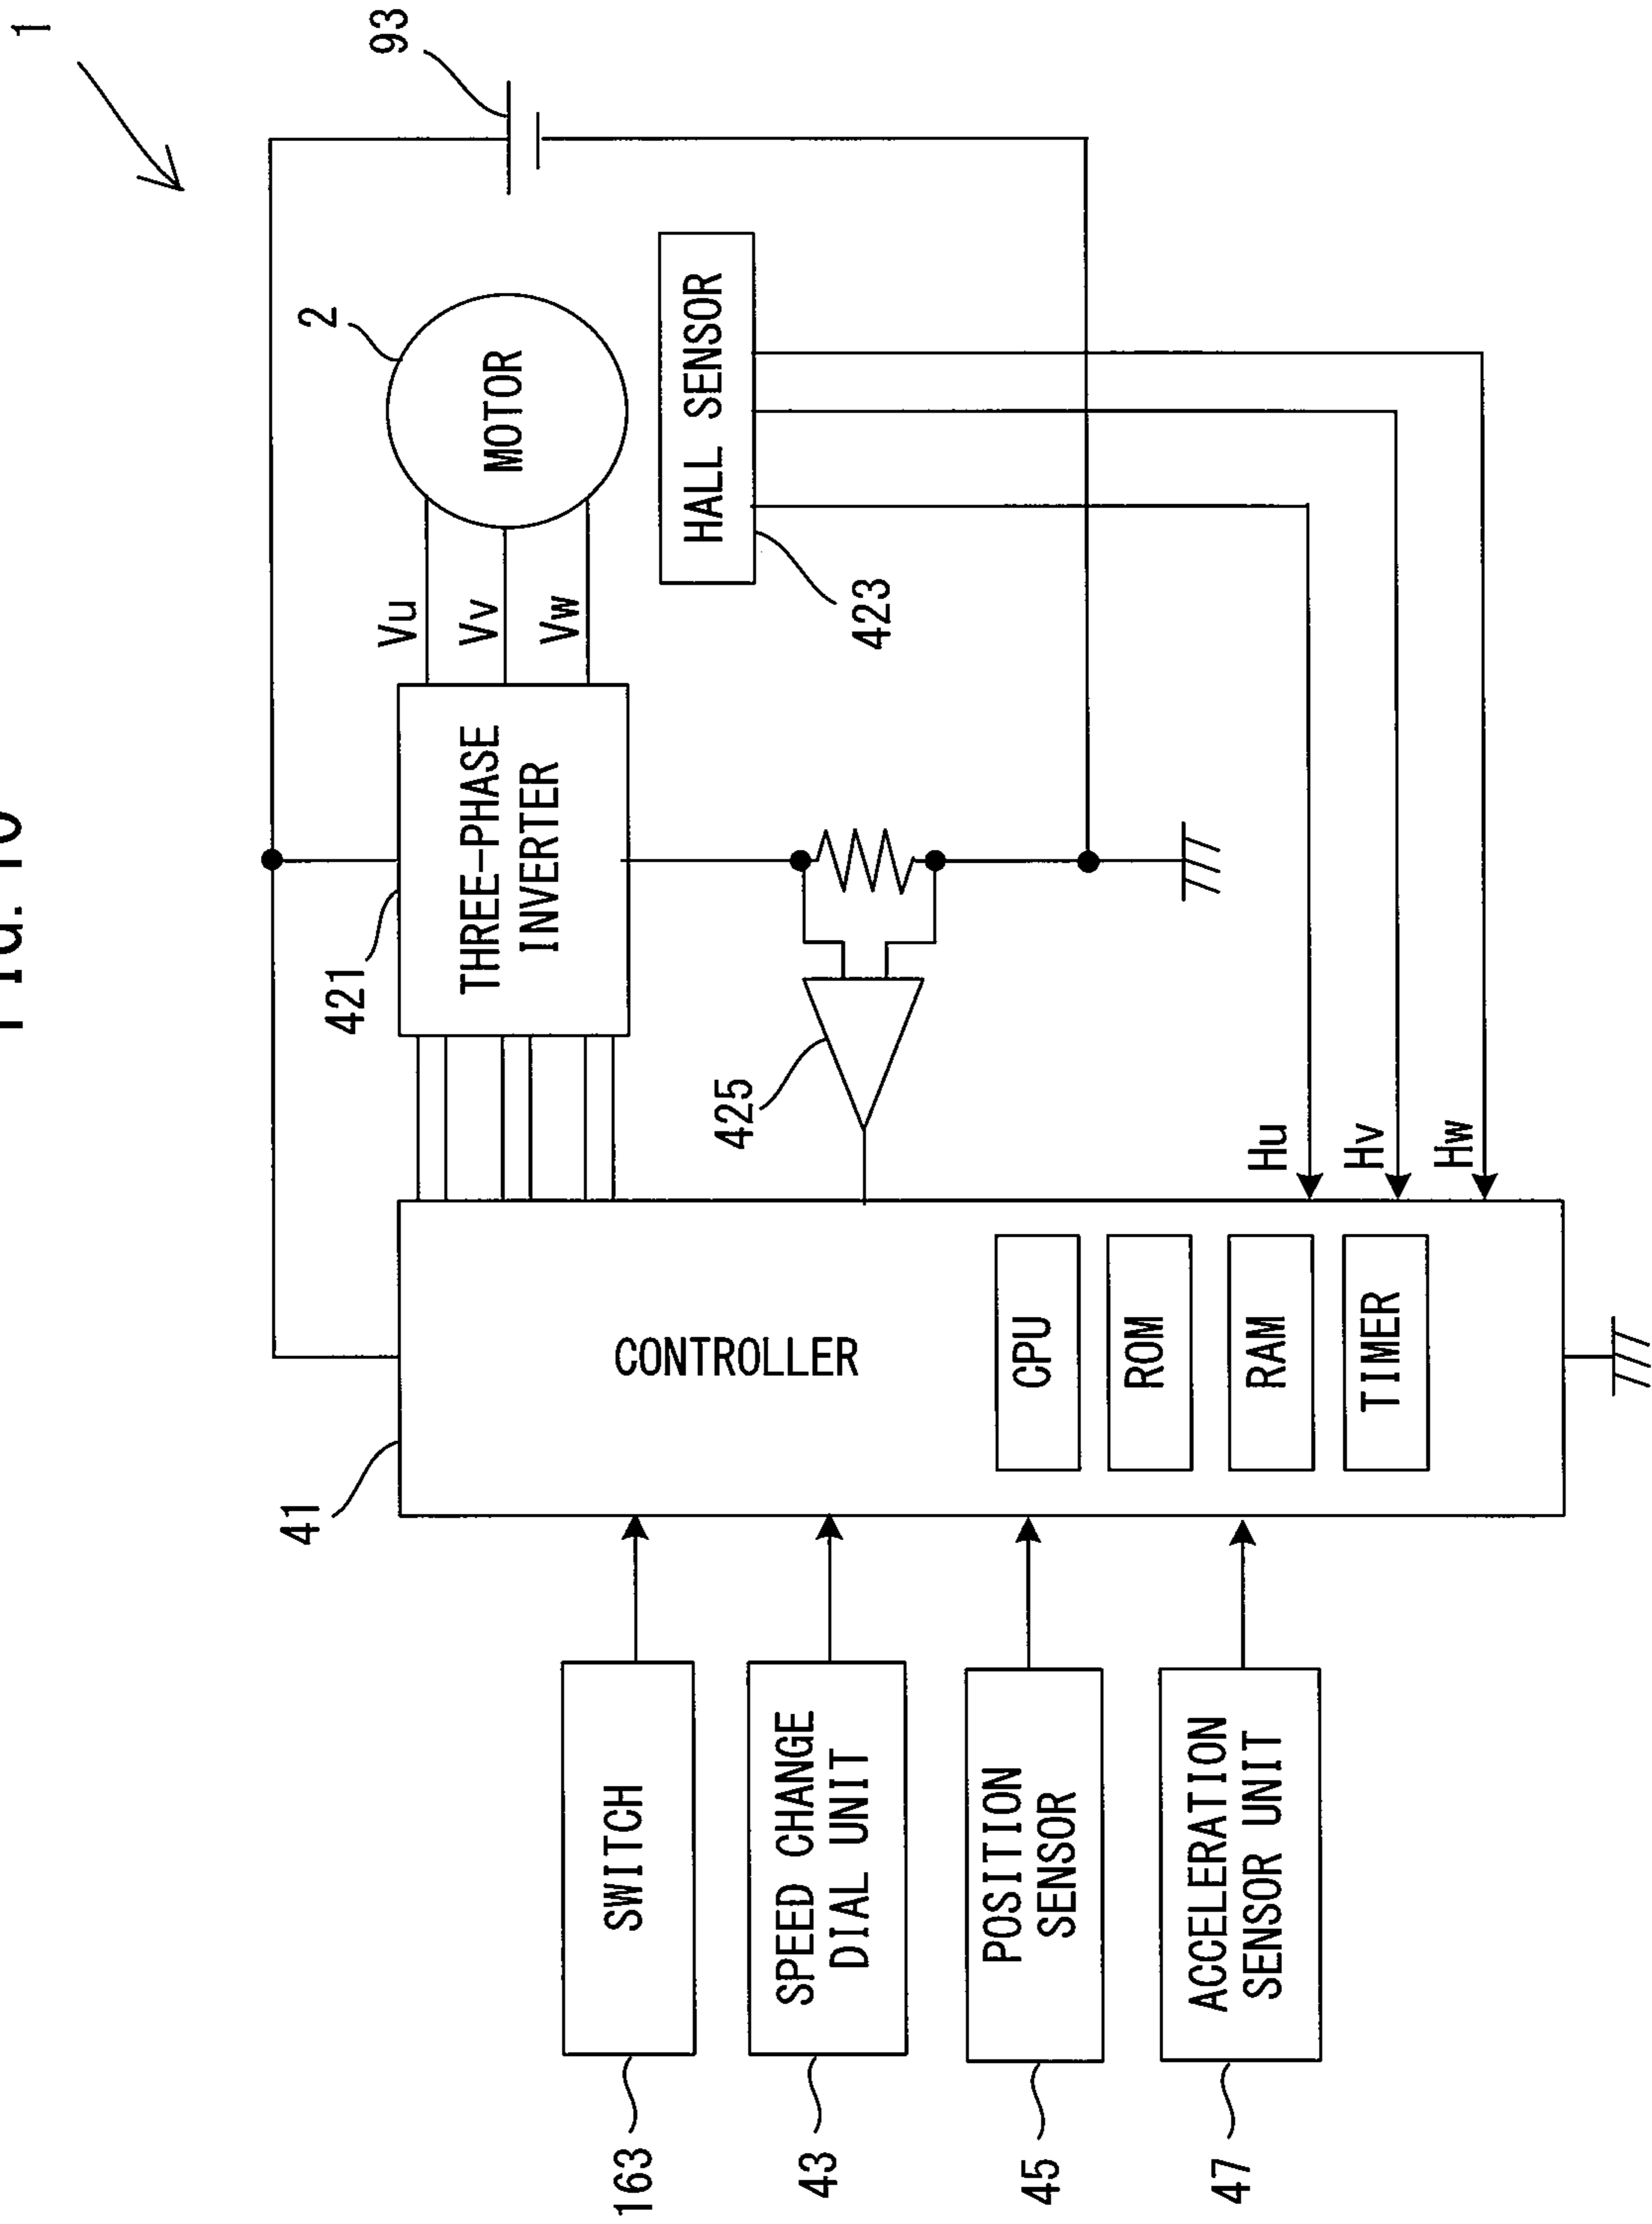 1
93
2
MOTOR
HALL SENSOR
423
Vu
Vv
Vw
421
THREE-PHASE
INVERTER
425
Hu
Hv
Hw
41
CONTROLLER
CPU
ROM
RAM
TIMER
SWITCH
163
SPEED CHANGE
DIAL UNIT
43
POSITION
SENSOR
45
ACCELERATION
SENSOR UNIT
47